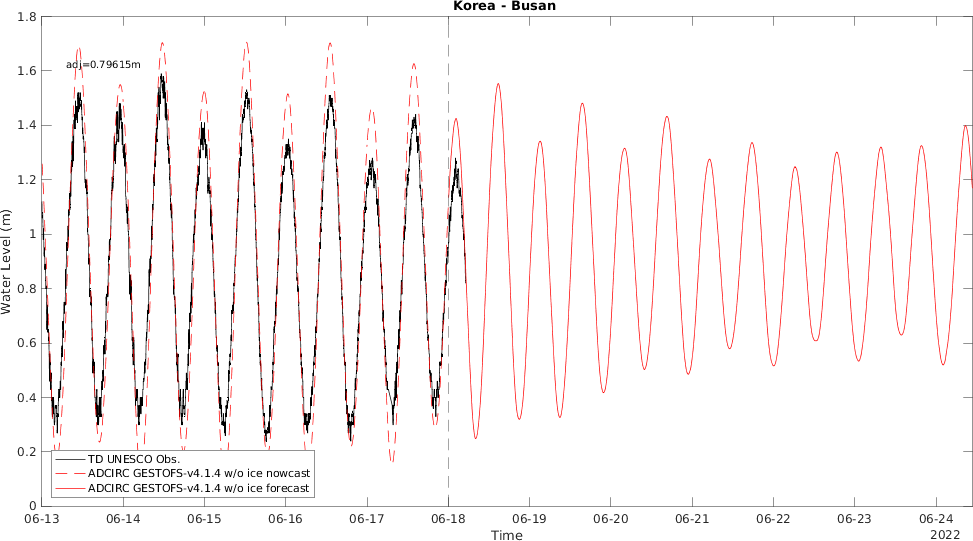 Korea - Busan
1.8
1.6
1.4
1.2
1
0.8
0.6
0.4
0.2
0
Water Level (m)
adj=0.79615m
TD UNESCO Obs.
ADCIRC GESTOFS-v4.1.4 w/o ice nowcast
ADCIRC GESTOFS-v4.1.4 w/o ice forecast
06-13 06-14 06-15 06-16 06-17 06-18 06-19 06-20 06-21 06-22 06-23 06-24
Time
2022